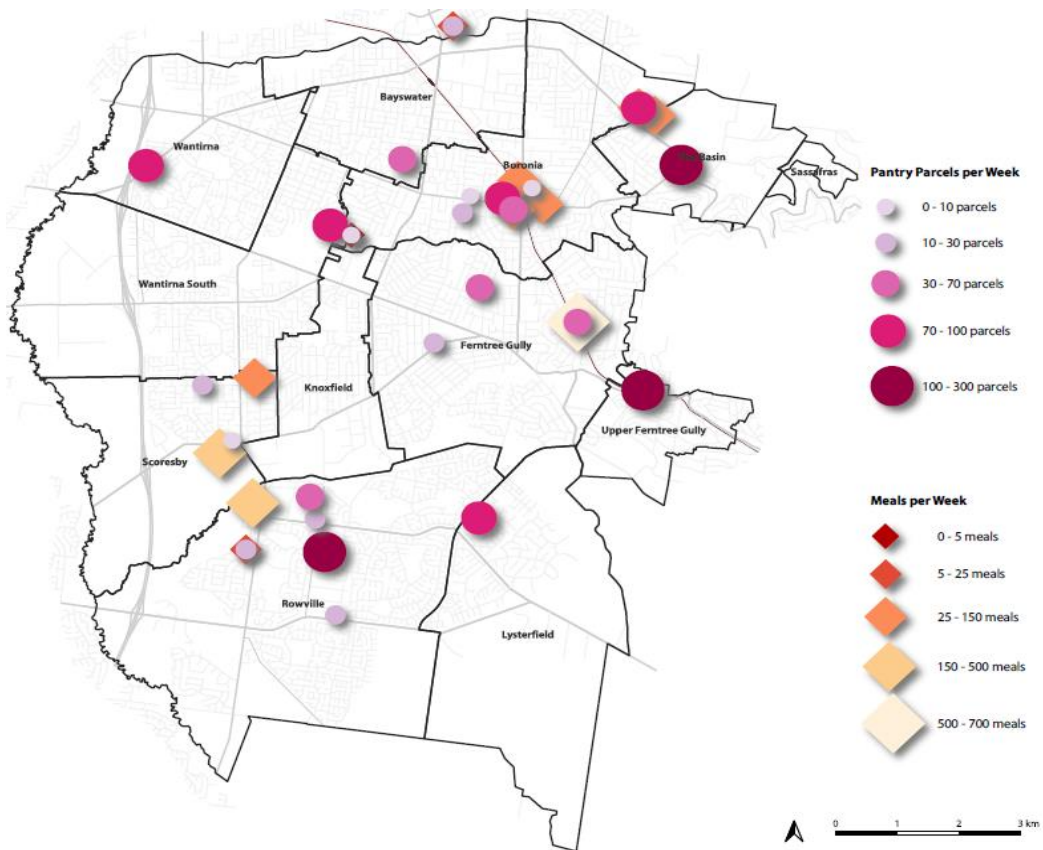 Bayswater
Wantirna
Boronia
Basin
Sassafras
Wantirna South
Ferntree Gully
Knoxfield
Upper Ferntree Gully
Scoresby
Rowville
Lysterfield
Pantry Parcels per Week
0 - 10 parcels
10 - 30 parcels
30 - 70 parcels
70 - 100 parcels
100 - 300 parcels
Meals per Week
0 - 5 meals
5 - 25 meals
25 - 150 meals
150 - 500 meals
500 - 700 meals
0 1 2 3 km